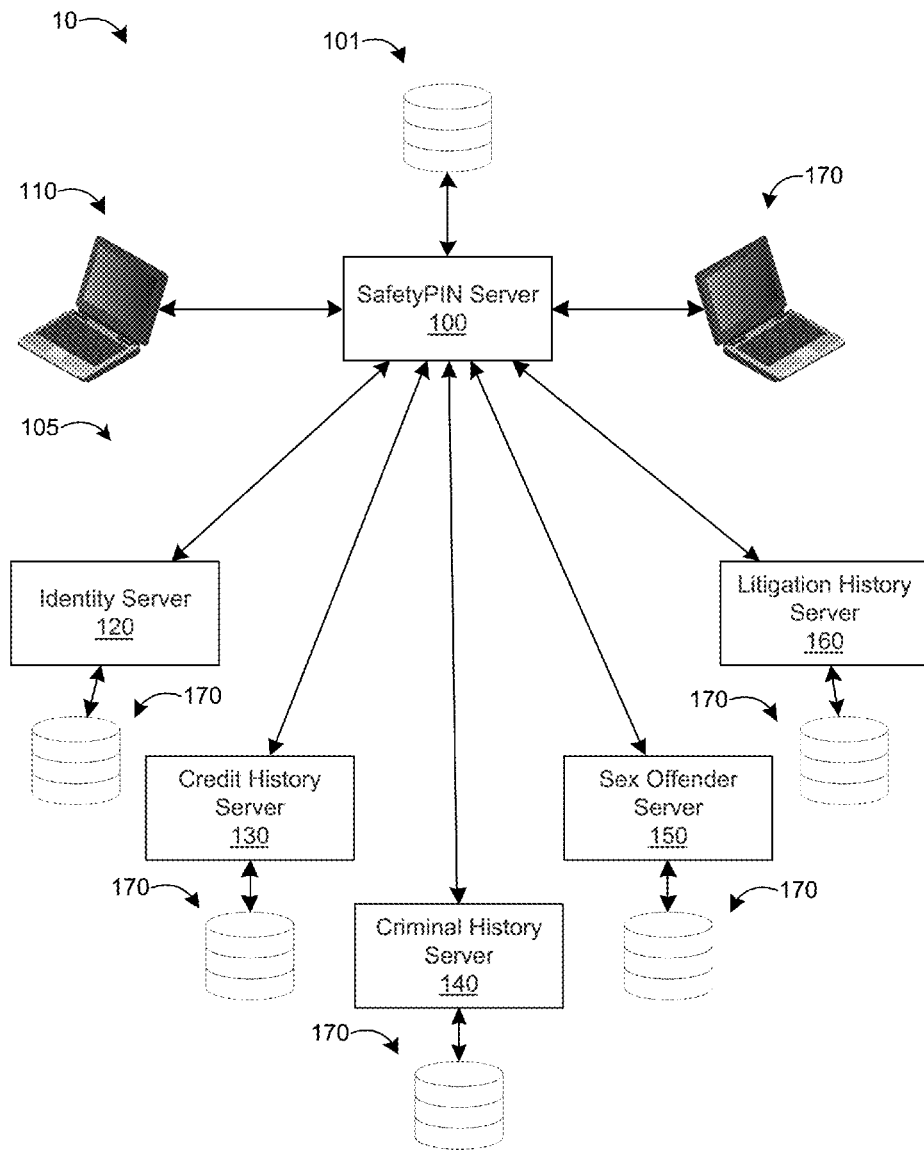 10
101
110
170
SafetyPIN Server
100
105
Identity Server
120
Litigation History
Server
160
170
170
Credit History
Server
130
Sex Offender
Server
150
170
170
Criminal History
Server
140
170